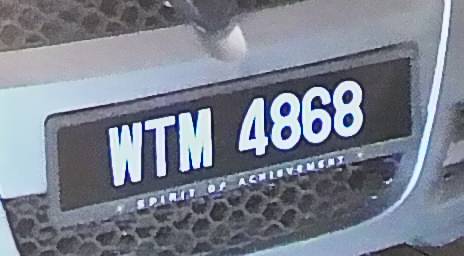 WTM 4868
SPIRIT OF ACHIEVEMENT